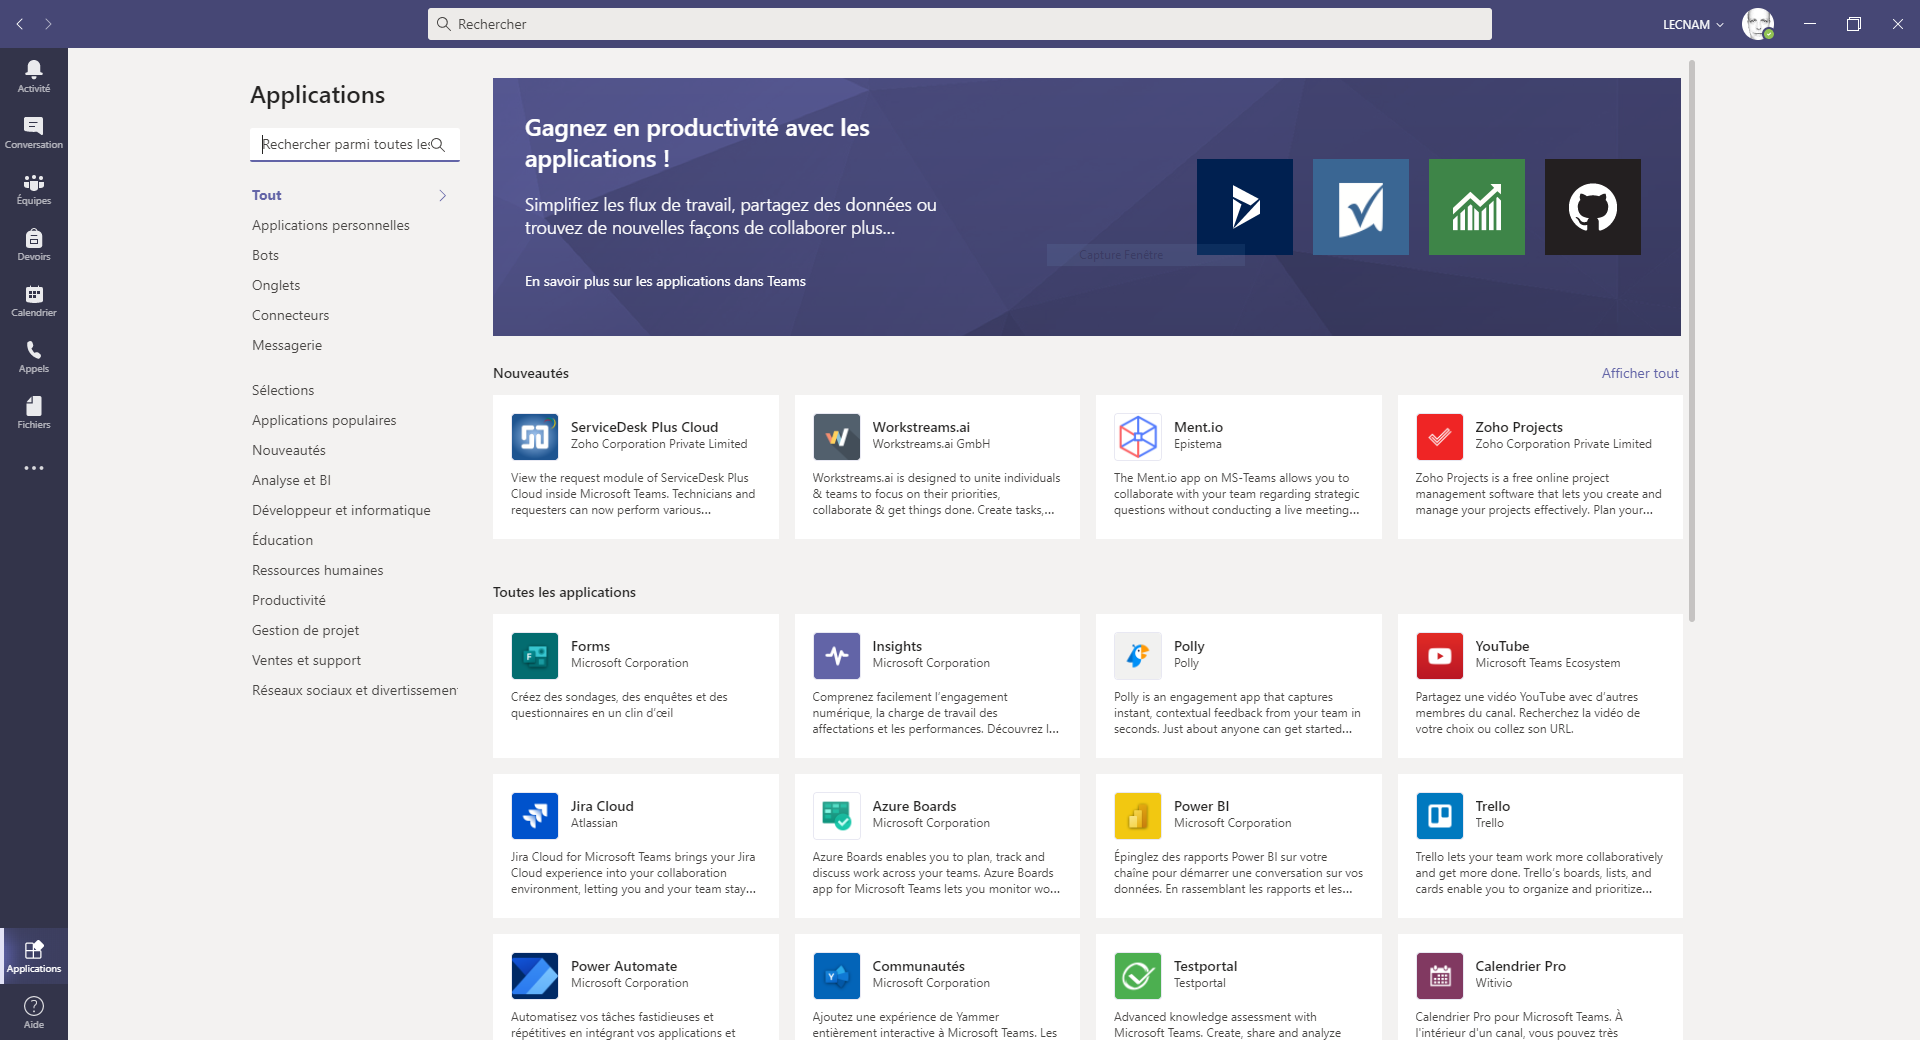 Rechercher
LECNAM
Activité
Conversation
Équipes
Devoirs
Calendrier
Appels
Fichiers
Applications
Aide
Applications
Rechercher parmi toutes les
Tout
Applications personnelles
Bots
Onglets
Connecteurs
Messagerie
Sélections
Applications populaires
Nouveautés
Analyse et BI
Développeur et informatique
Éducation
Ressources humaines
Productivité
Gestion de projet
Ventes et support
Réseaux sociaux et divertissement
Gagnez en productivité avec les
applications !
Simplifiez les flux de travail, partagez des données ou
trouvez de nouvelles façons de collaborer plus...
Capture Fenêtre
En savoir plus sur les applications dans Teams
Nouveautés
Afficher tout
ServiceDesk Plus Cloud
Zoho Corporation Private Limited
View the request module of ServiceDesk Plus
Cloud inside Microsoft Teams. Technicians and
requesters can now perform various...
Workstreams.ai
Workstreams.ai GmbH
Workstreams.ai is designed to unite individuals
& teams to focus on their priorities,
collaborate & get things done. Create tasks,...
Ment.io
Epistema
The Ment.io app on MS-Teams allows you to
collaborate with your team regarding strategic
questions without conducting a live meeting...
Zoho Projects
Zoho Corporation Private Limited
Zoho Projects is a free online project
management software that lets you create and
manage your projects effectively. Plan your...
Toutes les applications
Forms
Microsoft Corporation
Créez des sondages, des enquêtes et des
questionnaires en un clin d'œil
Insights
Microsoft Corporation
Comprenez facilement l'engagement
numérique, la charge de travail des
affectations et les performances. Découvrez l...
Polly
Polly
Polly is an engagement app that captures
instant, contextual feedback from your team in
seconds. Just about anyone can get started...
YouTube
Microsoft Teams Ecosystem
Partagez une vidéo YouTube avec d'autres
membres du canal. Recherchez la vidéo de
votre choix ou collez son URL.
Jira Cloud
Atlassian
Jira Cloud for Microsoft Teams brings your Jira
Cloud experience into your collaboration
environment, letting you and your team stay...
Azure Boards
Microsoft Corporation
Azure Boards enables you to plan, track and
discuss work across your teams. Azure Boards
app for Microsoft Teams lets you monitor wo...
Power BI
Microsoft Corporation
Épinglez des rapports Power BI sur votre
chaîne pour démarrer une conversation sur vos
données. En rassemblant les rapports et les...
Trello
Trello
Trello lets your team work more collaboratively
and get more done. Trello's boards, lists, and
cards enable you to organize and prioritize...
Power Automate
Microsoft Corporation
Automatisez vos tâches fastidieuses et
répétitives en intégrant vos applications et
Communautés
Microsoft Corporation
Ajoutez une expérience de Yammer
entièrement interactive à Microsoft Teams. Les
Testportal
Testportal
Advanced knowledge assessment with
Microsoft Teams. Create, share and analyze
Calendrier Pro
Witivio
Calendrier Pro pour Microsoft Teams. À
l'intérieur d'un canal, vous pouvez très